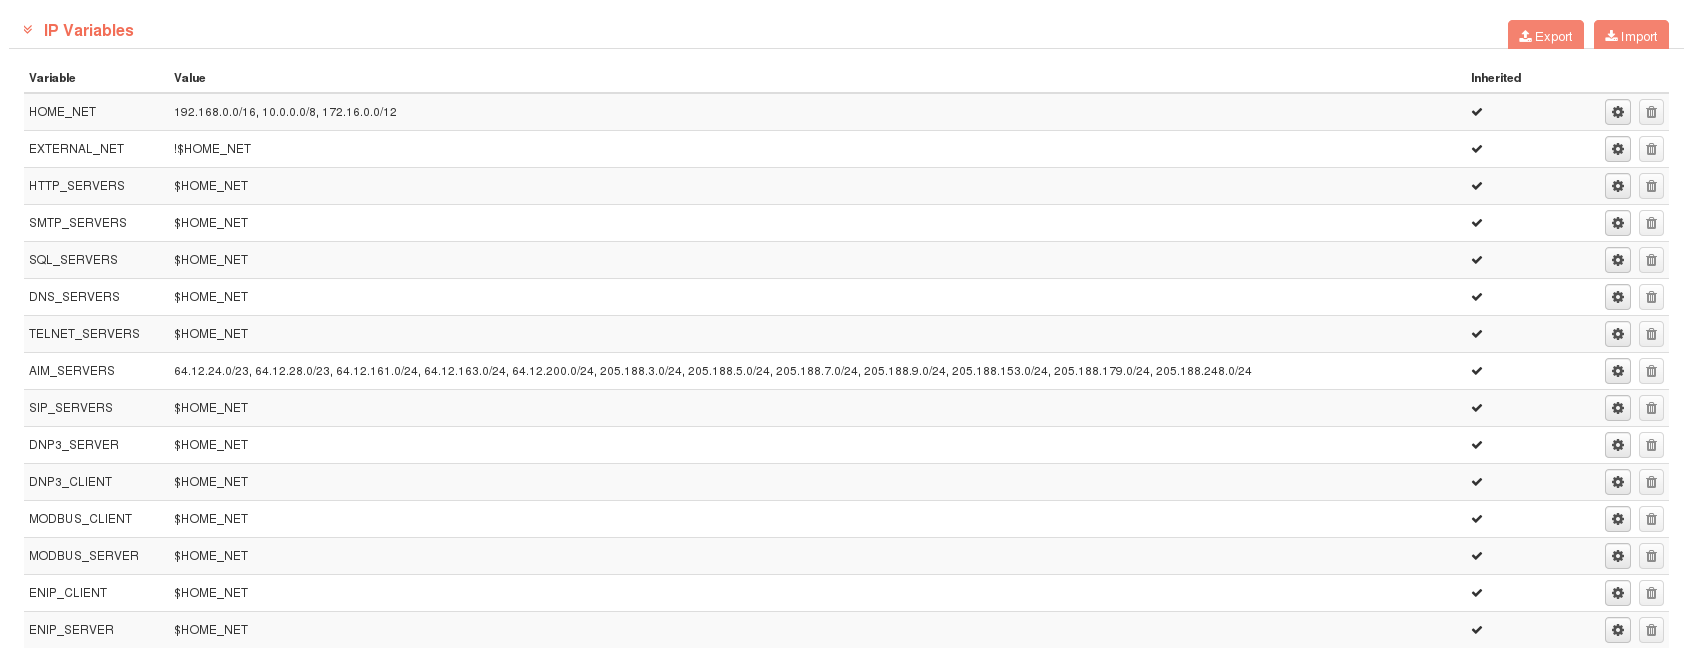 IP Variables
Export Import
Variable Value Inherited
HOME_NET 192.168.0.0/16, 10.0.0.0/8, 172.16.0.0/12
EXTERNAL_NET !$HOME_NET
HTTP_SERVERS $HOME_NET
SMTP_SERVERS $HOME_NET
SQL_SERVERS $HOME_NET
DNS_SERVERS $HOME_NET
TELNET_SERVERS $HOME_NET
AIM_SERVERS 64.12.24.0/23, 64.12.28.0/23, 64.12.161.0/24, 64.12.163.0/24, 64.12.200.0/24, 205.188.3.0/24, 205.188.5.0/24, 205.188.7.0/24, 205.188.9.0/24, 205.188.153.0/24, 205.188.179.0/24, 205.188.248.0/24
SIP_SERVERS $HOME_NET
DNP3_SERVER $HOME_NET
DNP3_CLIENT $HOME_NET
MODBUS_CLIENT $HOME_NET
MODBUS_SERVER $HOME_NET
ENIP_CLIENT $HOME_NET
ENIP_SERVER $HOME_NET